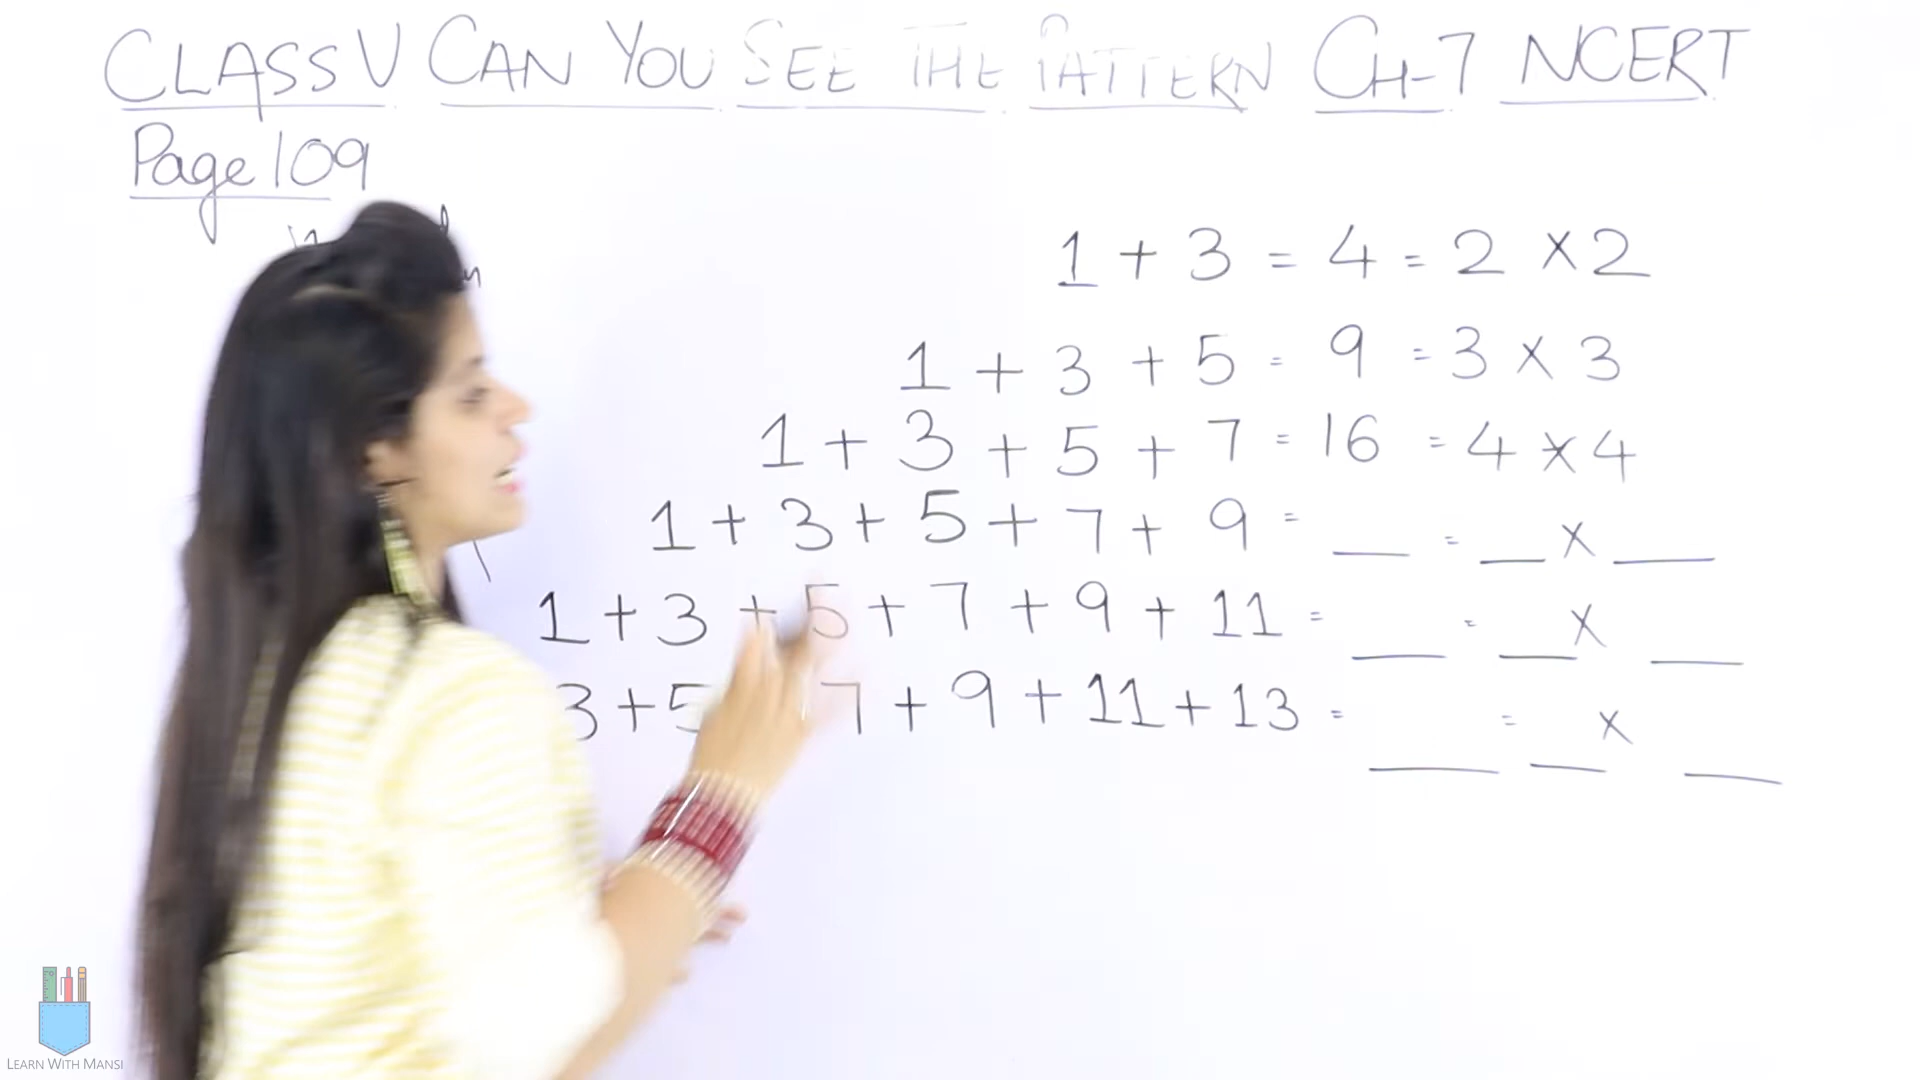 CLASS V CAN YOU SEE THE PATTERN CH-7 NCERT
Page 109
1 + 3 = 4 = 2 × 2
1 + 3 + 5 = 9 = 3 × 3
1 + 3 + 5 + 7 = 16 = 4 × 4
1 + 3 + 5 + 7 + 9 = __ = __ × __
1 + 3 + 5 + 7 + 9 + 11 = __ = __ × __
3 + 5 7 + 9 + 11 + 13 = __ = __ × __
LEARN WITH MANSI